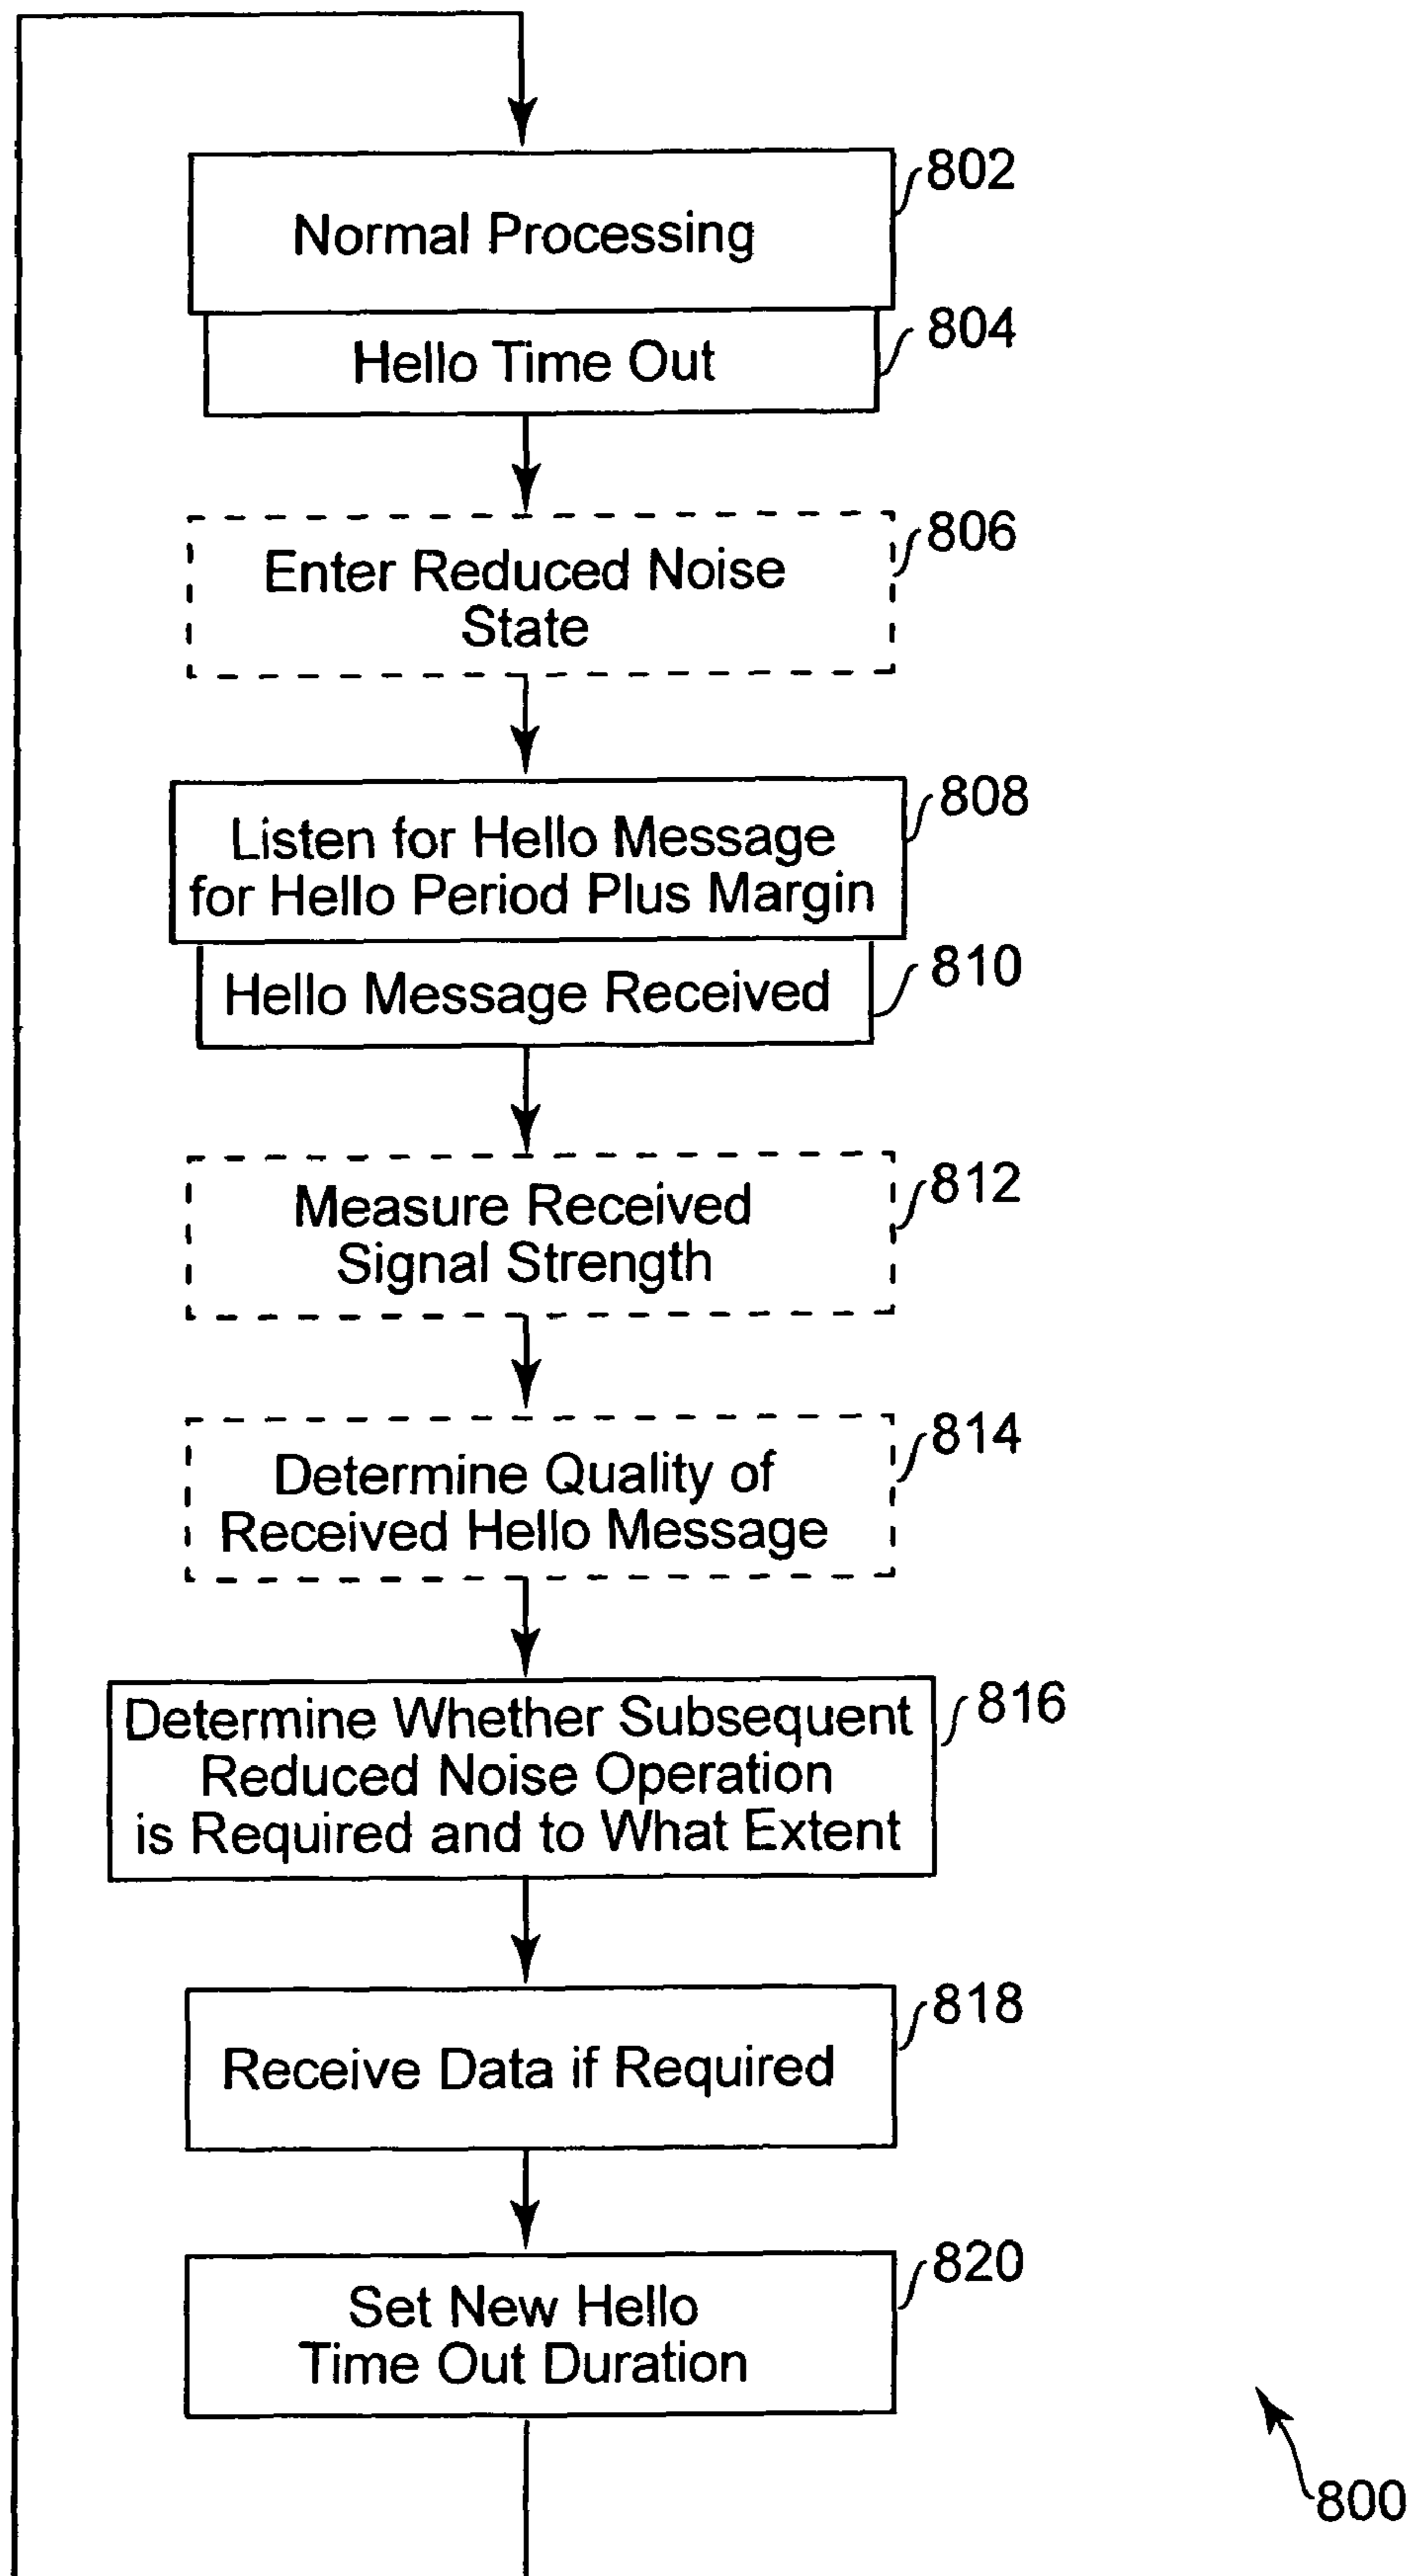 802
Normal Processing
804
Hello Time Out
806
Enter Reduced Noise
State
808
Listen for Hello Message
for Hello Period Plus Margin
810
Hello Message Received
812
Measure Received
Signal Strength
814
Determine Quality of
Received Hello Message
816
Determine Whether Subsequent
Reduced Noise Operation
is Required and to What Extent
818
Receive Data if Required
820
Set New Hello
Time Out Duration
800